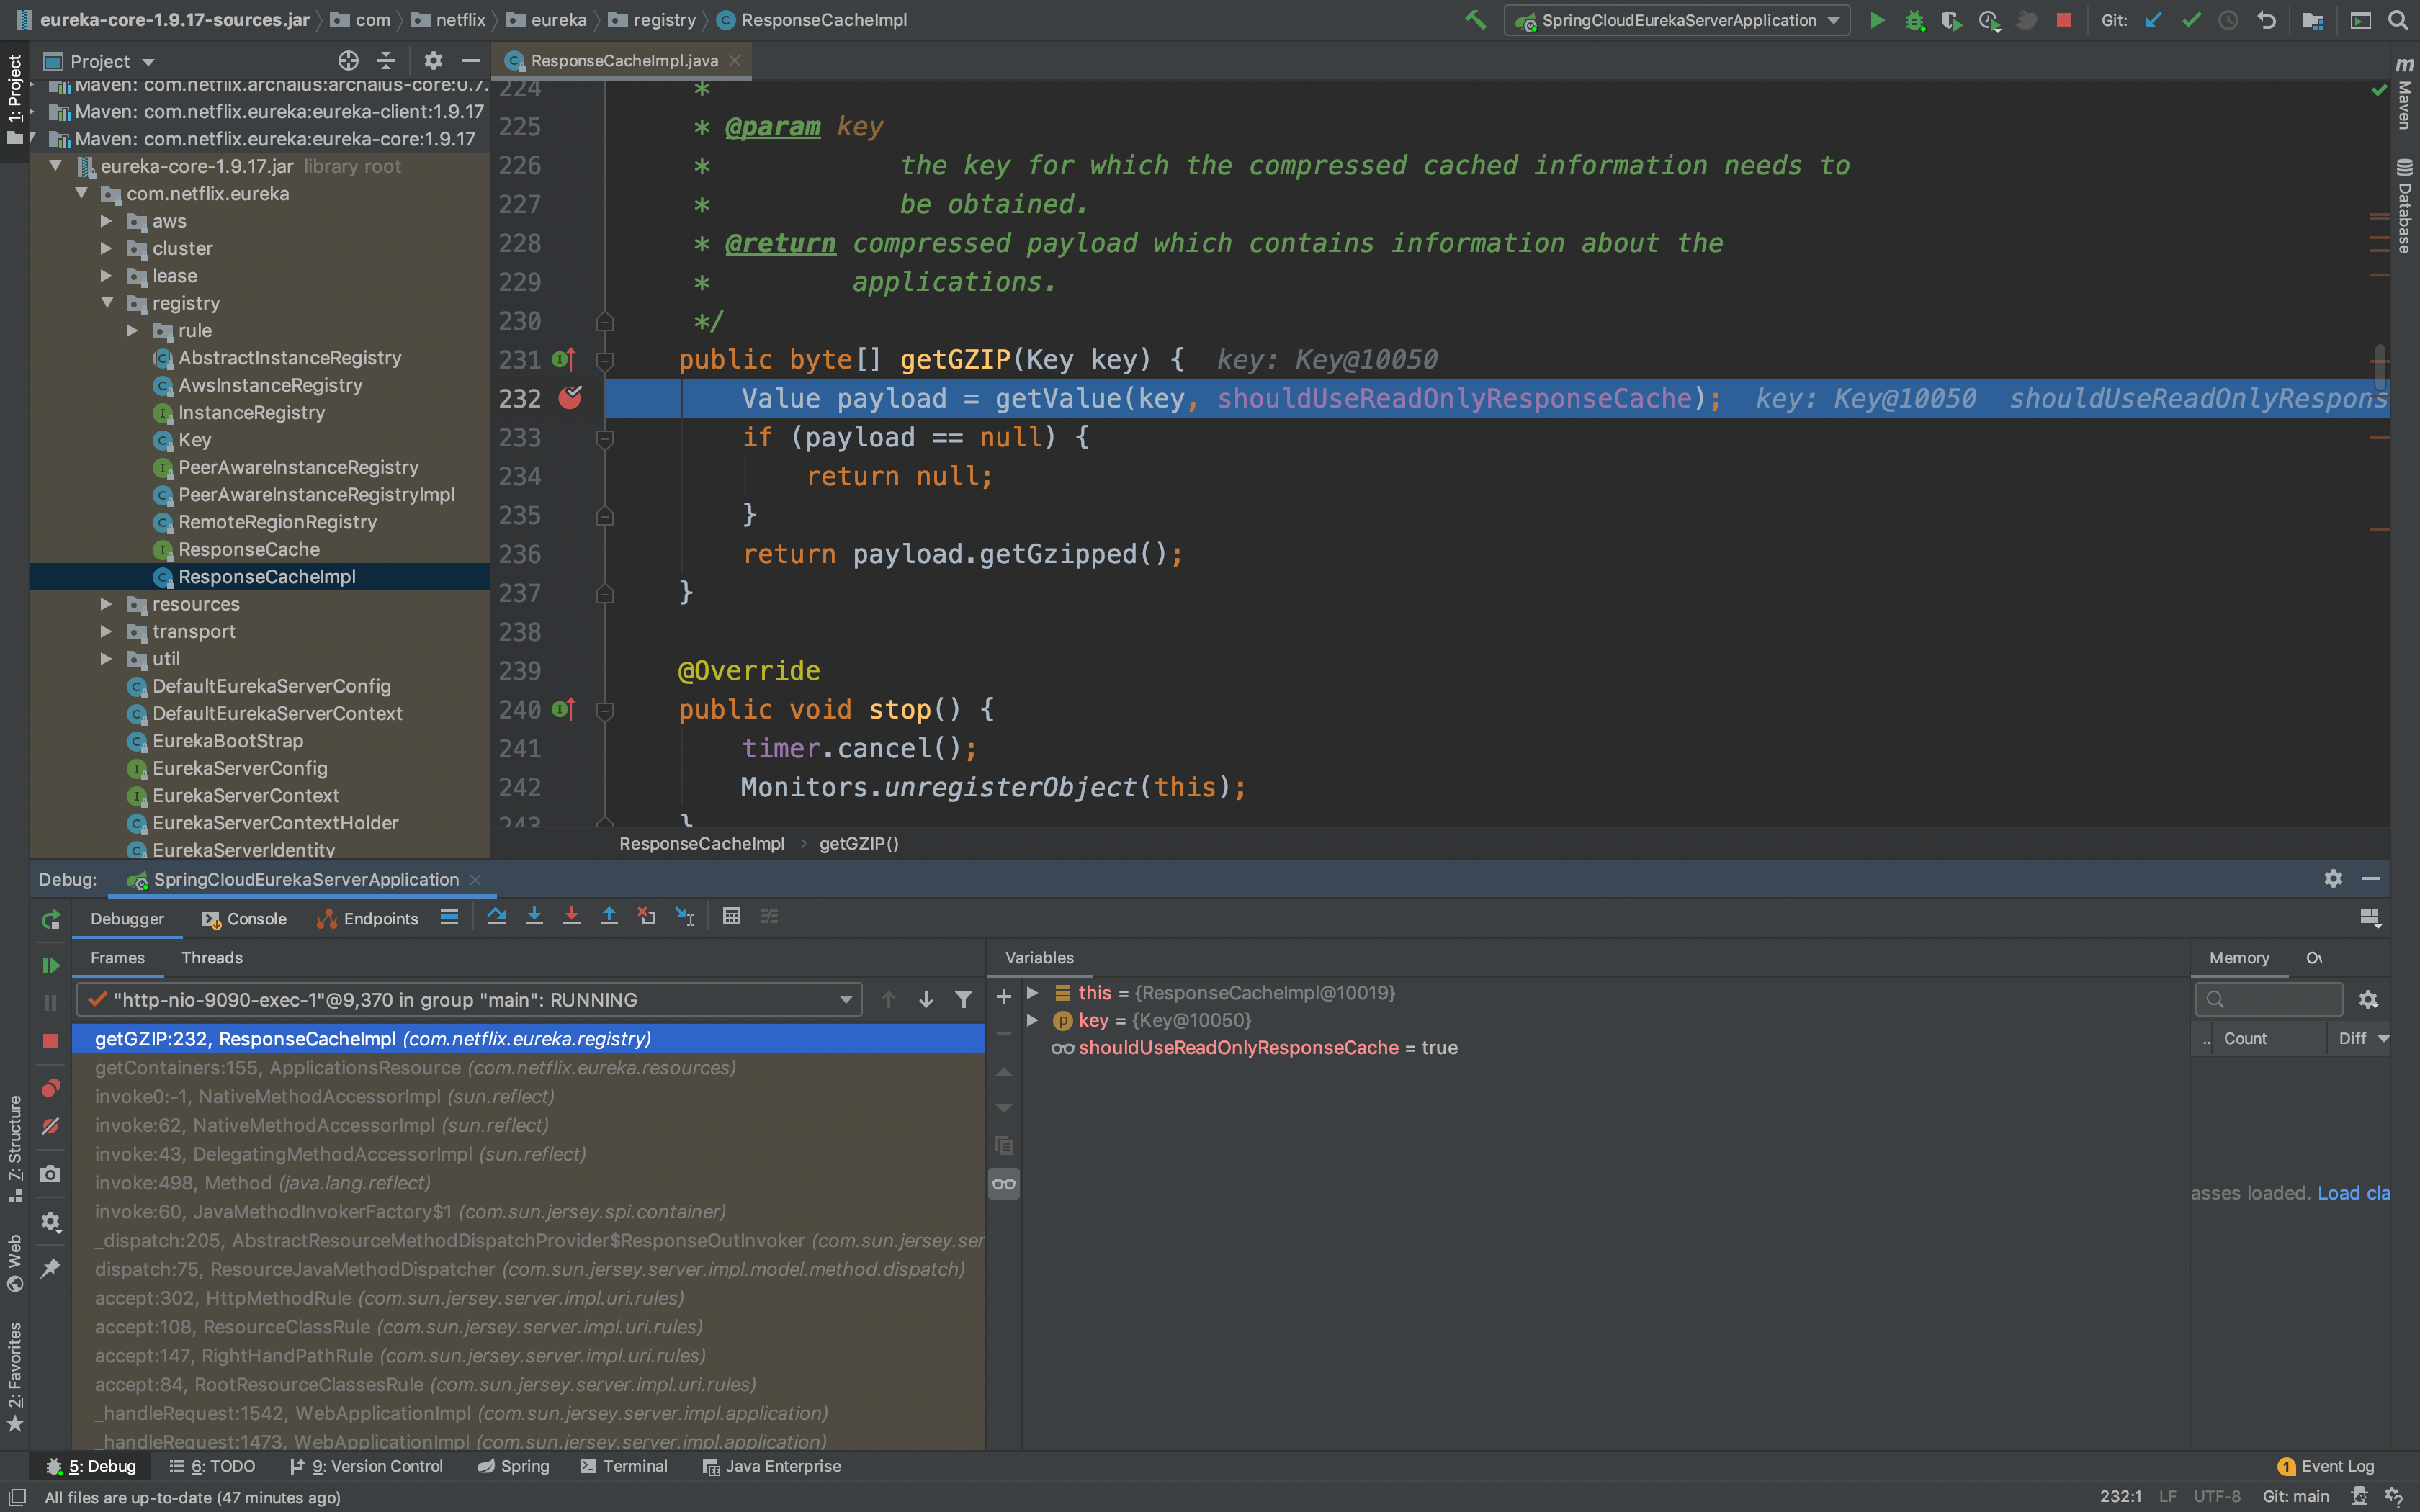 eureka-core-1.9.17-sources.jar com netflix eureka registry ResponseCacheImpl
SpringCloudEurekaServerApplication Git:
1: Project
Project
ResponseCacheImpl.java
Maven: com.netflix.archaius:archaius-core:0.7.
Maven: com.netflix.eureka:eureka-client:1.9.17
Maven: com.netflix.eureka:eureka-core:1.9.17
eureka-core-1.9.17.jar library root
com.netflix.eureka
aws
cluster
lease
registry
rule
AbstractInstanceRegistry
AwsInstanceRegistry
InstanceRegistry
Key
PeerAwareInstanceRegistry
PeerAwareInstanceRegistryImpl
RemoteRegionRegistry
ResponseCache
ResponseCacheImpl
resources
transport
util
DefaultEurekaServerConfig
DefaultEurekaServerContext
EurekaBootStrap
EurekaServerConfig
EurekaServerContext
EurekaServerContextHolder
EurekaServerIdentity
224 *
225 * @param key
226 * the key for which the compressed cached information needs to
227 * be obtained.
228 * @return compressed payload which contains information about the
229 * applications.
230 */
231 public byte[] getGZIP(Key key) { key: Key@10050
232 Value payload = getValue(key, shouldUseReadOnlyResponseCache); key: Key@10050 shouldUseReadOnlyRespons
233 if (payload == null) {
234 return null;
235 }
236 return payload.getGzipped();
237 }
238
239 @Override
240 public void stop() {
241 timer.cancel();
242 Monitors.unregisterObject(this);
243 }
ResponseCacheImpl › getGZIP()
m Maven
Database
Debug: SpringCloudEurekaServerApplication
Debugger Console Endpoints
Frames Threads
"http-nio-9090-exec-1"@9,370 in group "main": RUNNING
getGZIP:232, ResponseCacheImpl (com.netflix.eureka.registry)
getContainers:155, ApplicationsResource (com.netflix.eureka.resources)
invoke0:-1, NativeMethodAccessorImpl (sun.reflect)
invoke:62, NativeMethodAccessorImpl (sun.reflect)
invoke:43, DelegatingMethodAccessorImpl (sun.reflect)
invoke:498, Method (java.lang.reflect)
invoke:60, JavaMethodInvokerFactory$1 (com.sun.jersey.spi.container)
_dispatch:205, AbstractResourceMethodDispatchProvider$ResponseOutInvoker (com.sun.jersey.ser
dispatch:75, ResourceJavaMethodDispatcher (com.sun.jersey.server.impl.model.method.dispatch)
accept:302, HttpMethodRule (com.sun.jersey.server.impl.uri.rules)
accept:108, ResourceClassRule (com.sun.jersey.server.impl.uri.rules)
accept:147, RightHandPathRule (com.sun.jersey.server.impl.uri.rules)
accept:84, RootResourceClassesRule (com.sun.jersey.server.impl.uri.rules)
_handleRequest:1542, WebApplicationImpl (com.sun.jersey.server.impl.application)
_handleRequest:1473, WebApplicationImpl (com.sun.jersey.server.impl.application)
Variables
this = {ResponseCacheImpl@10019}
key = {Key@10050}
shouldUseReadOnlyResponseCache = true
Memory
.. Count Diff
asses loaded. Load cla
Z: Structure
Web
2: Favorites
5: Debug 6: TODO 9: Version Control Spring Terminal Java Enterprise
1 Event Log
All files are up-to-date (47 minutes ago)
232:1 LF UTF-8 Git: main